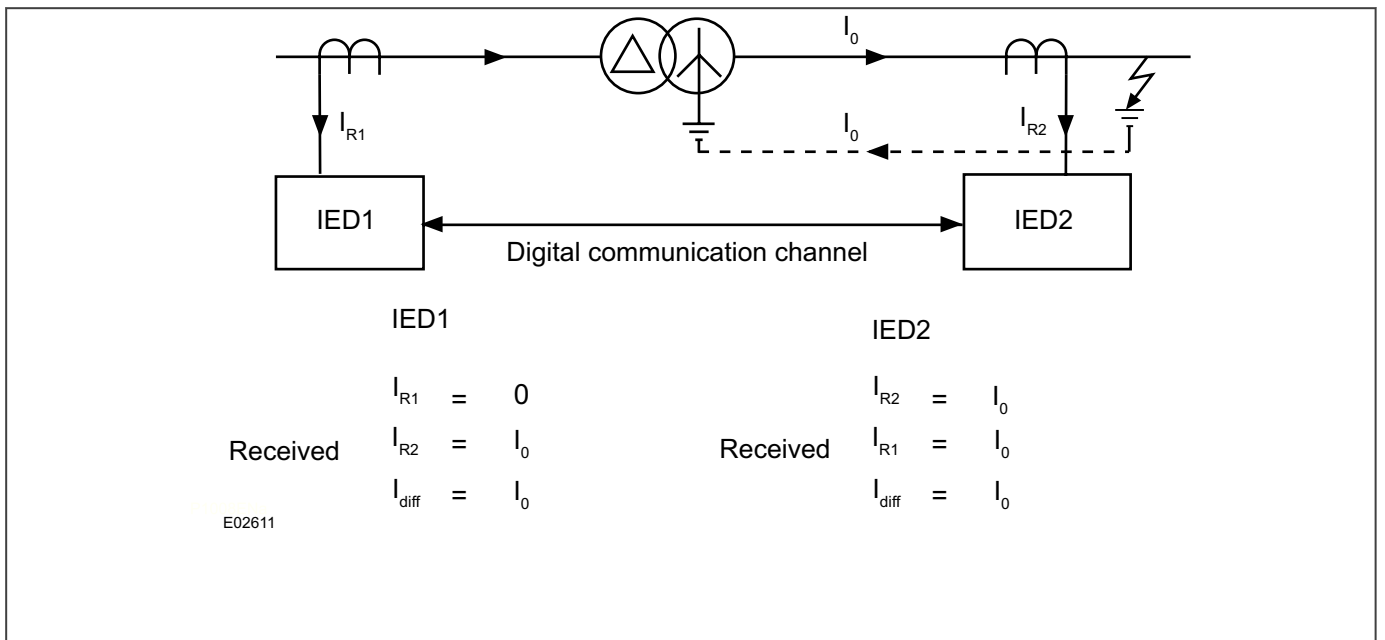 I0
IR1
I0
IR2
IED1
IED2
Digital communication channel
IED1
IED2
IR1 = 0
IR2 = I0
Received IR2 = I0
Received IR1 = I0
Idiff = I0
Idiff = I0
E02611